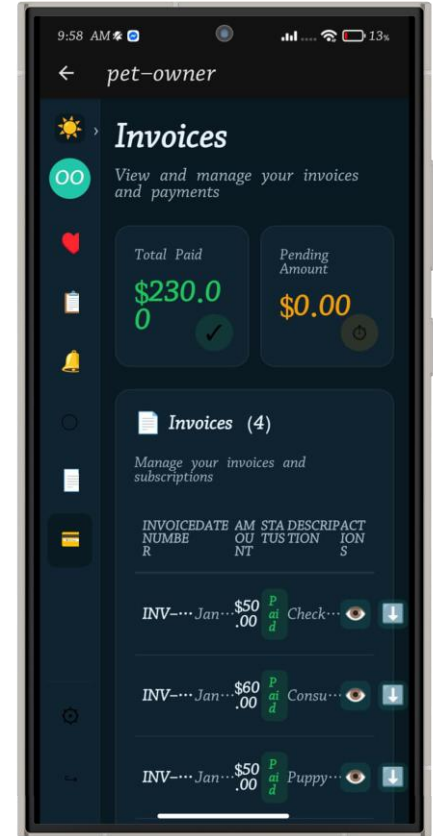 9:58 AM
13%
pet-owner
Invoices
OO
View and manage your invoices
and payments
Total Paid
$230.0
0
Pending
Amount
$0.00
Invoices (4)
Manage your invoices and
subscriptions
INVOICE
NUMBE
R
DATE
AM
OU
NT
STA
TUS
DESCRIP
TION
ACT
ION
S
INV-⋯ Jan⋯ $50
.00
P
ai
d
Check⋯
INV-⋯ Jan⋯ $60
.00
P
ai
d
Consu⋯
INV-⋯ Jan⋯ $50
.00
P
ai
d
Puppy⋯